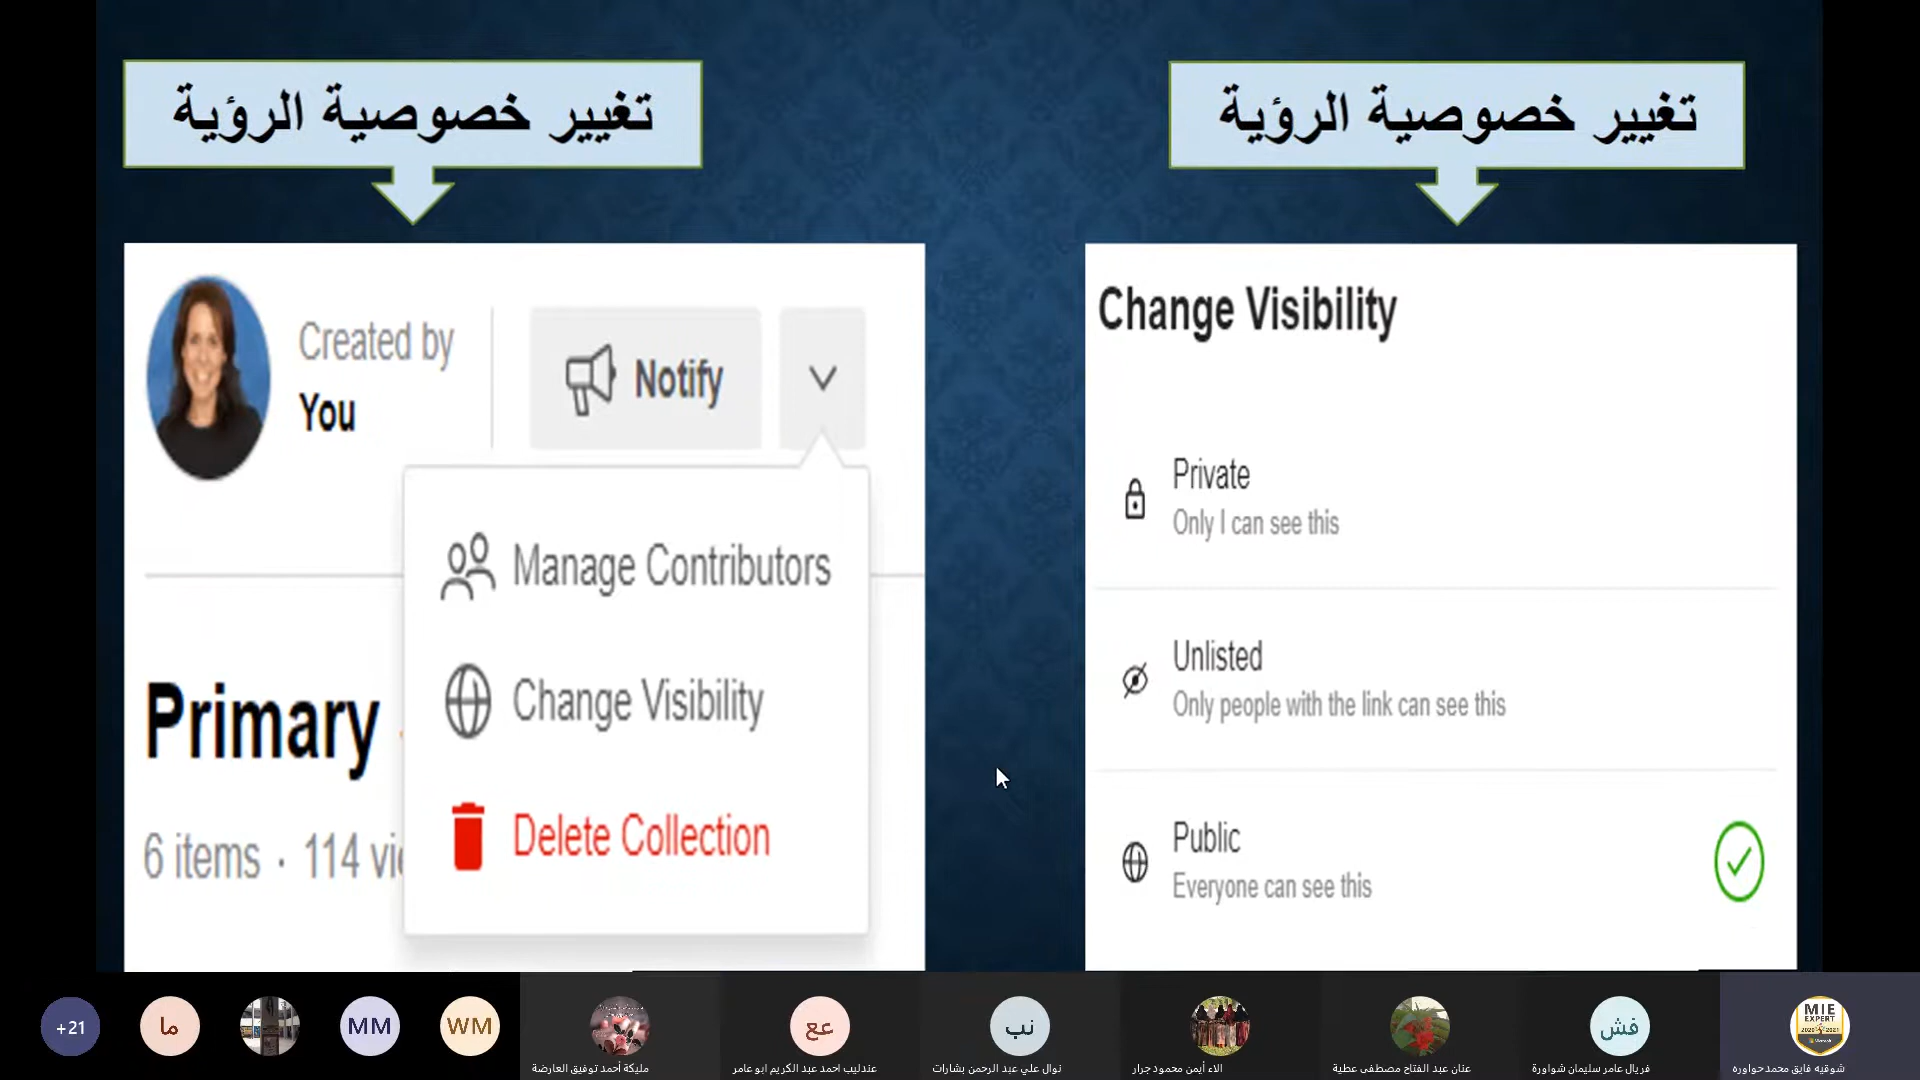 تغيير خصوصية الرؤية
تغيير خصوصية الرؤية
Created by
You
Notify
Manage Contributors
Change Visibility
Delete Collection
Primary
6 items · 114
Change Visibility
Private
Only I can see this
Unlisted
Only people with the link can see this
Public
Everyone can see this
+21
ما
MM
WM
مليكة أحمد توفيق العارضة
عع
عندليب احمد عبد الكريم ابو عامر
نب
نوال علي عبد الرحمن بشارات
الاء أيمن محمود جرار
عنان عبد الفتاح مصطفى عطية
فش
فريال عامر سليمان شواورة
MIE
EXPERT
2020 2021
Microsoft
شوقيه فايق محمد حواوره